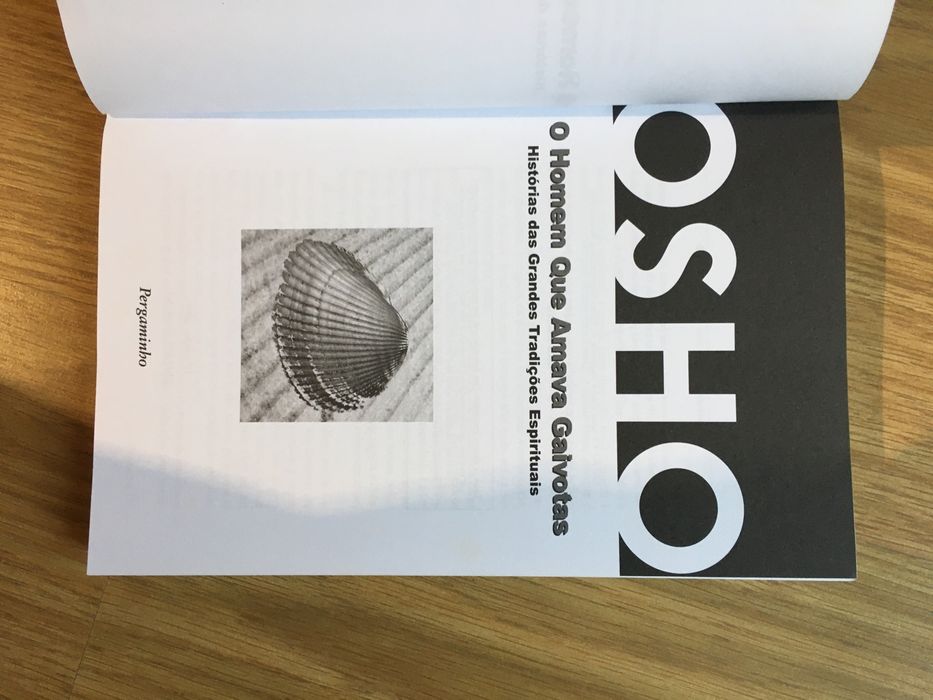 OSHO
O Homem Que Amava Gaivotas
Histórias das Grandes Tradições Espirituais
Pergaminho